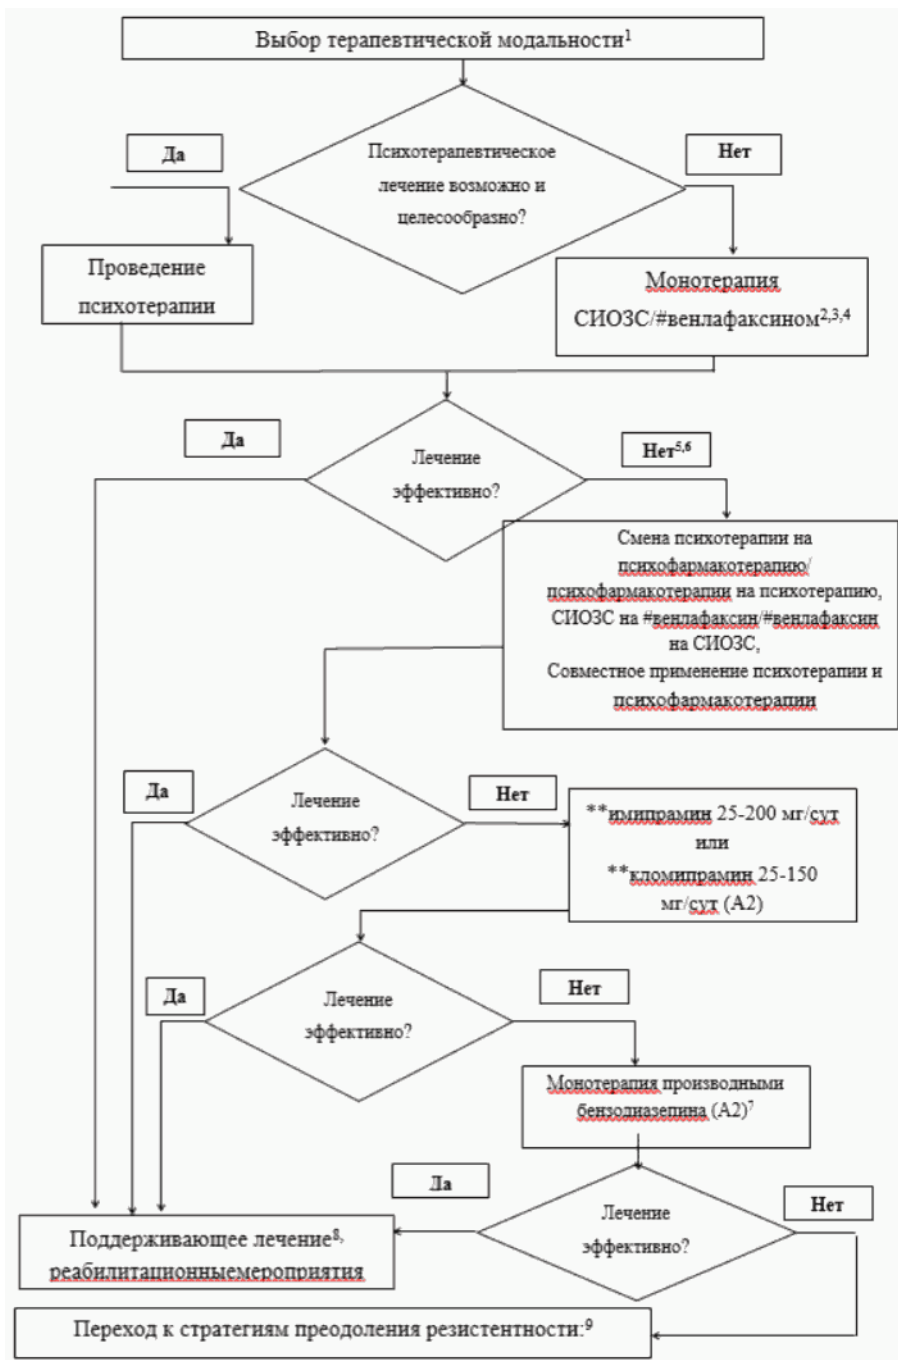 Выбор терапевтической модальности1
Да
Психотерапевтическое
лечение возможно и
целесообразно?
Нет
Проведение
психотерапии
Монотерапия
СИОЗС/#венлафаксином2,3,4
Да
Лечение
эффективно?
Нет5,6
Смена психотерапии на
психофармакотерапию/
психофармакотерапии на психотерапию,
СИОЗС на #венлафаксин/#венлафаксин
на СИОЗС,
Совместное применение психотерапии и
психофармакотерапии
Да
Лечение
эффективно?
Нет
**имипрамин 25-200 мг/сут
или
**кломипрамин 25-150
мг/сут (А2)
Да
Лечение
эффективно?
Нет
Монотерапия производными
бензодиазепина (А2)7
Да
Лечение
эффективно?
Нет
Поддерживающее лечение8,
реабилитационныемероприятия
Переход к стратегиям преодоления резистентности:9